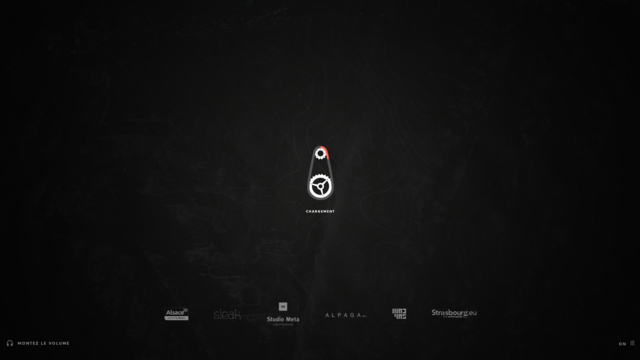 CHARGEMENT
Alsace
sleak
Studio Meta
ALPAGA
Strasbourg.eu
MONTEZ LE VOLUME
ON